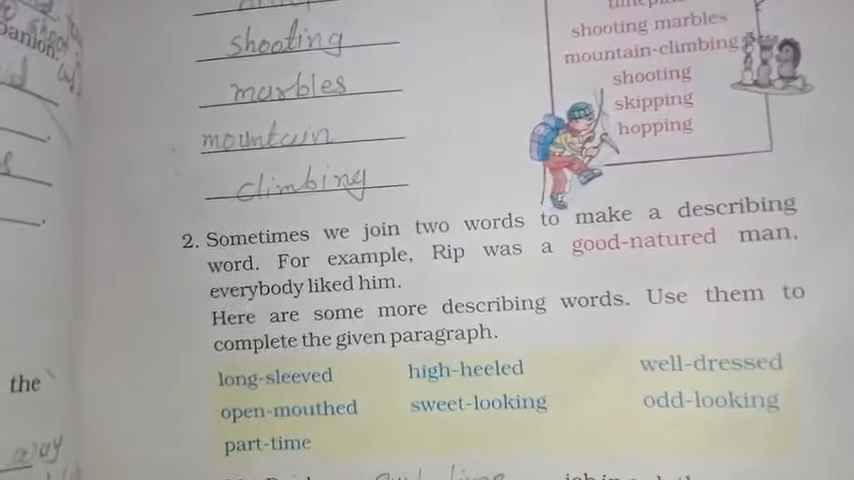 shooting
marbles
mountain
climbing
shooting marbles
mountain-climbing
shooting
skipping
hopping
2. Sometimes we join two words to make a describing
word. For example, Rip was a good-natured man,
everybody liked him.
Here are some more describing words. Use them to
complete the given paragraph.
long-sleeved high-heeled well-dressed
open-mouthed sweet-looking odd-looking
part-time
the
way